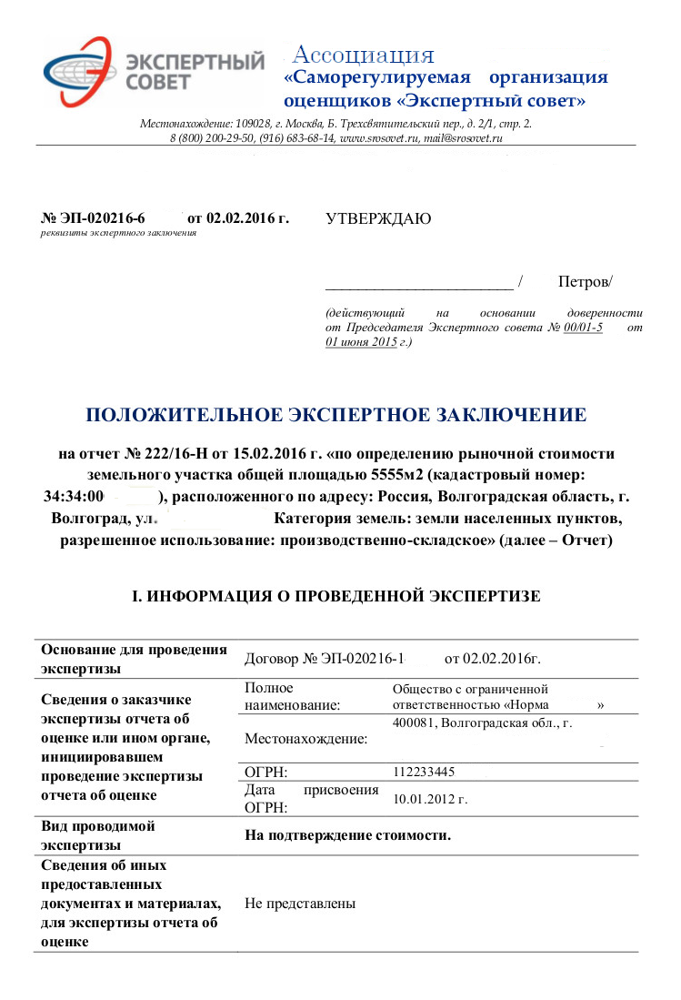 ЭКСПЕРТНЫЙ
СОВЕТ
Ассоциация
«Саморегулируемая организация
оценщиков «Экспертный совет»
Местонахождение: 109028, г. Москва, Б. Трехсвятительский пер., д. 2/1, стр. 2.
8 (800) 200-29-50, (916) 683-68-14, www.srosovet.ru, mail@srosovet.ru
№ ЭП-020216-6 от 02.02.2016 г.
реквизиты экспертного заключения
УТВЕРЖДАЮ
_______________________ / Петров/
(действующий на основании доверенности
от Председателя Экспертного совета № 00/01-5 от
01 июня 2015 г.)
ПОЛОЖИТЕЛЬНОЕ ЭКСПЕРТНОЕ ЗАКЛЮЧЕНИЕ
на отчет № 222/16-Н от 15.02.2016 г. «по определению рыночной стоимости
земельного участка общей площадью 5555м2 (кадастровый номер:
34:34:00 ), расположенного по адресу: Россия, Волгоградская область, г.
Волгоград, ул. Категория земель: земли населенных пунктов,
разрешенное использование: производственно-складское» (далее – Отчет)
I. ИНФОРМАЦИЯ О ПРОВЕДЕННОЙ ЭКСПЕРТИЗЕ
Основание для проведения
экспертизы
Договор № ЭП-020216-1 от 02.02.2016г.
Сведения о заказчике
экспертизы отчета об
оценке или ином органе,
инициировавшем
проведение экспертизы
отчета об оценке
Полное
наименование:
Общество с ограниченной
ответственностью «Норма »
Местонахождение:
400081, Волгоградская обл., г.
ОГРН:
112233445
Дата присвоения
ОГРН:
10.01.2012 г.
Вид проводимой
экспертизы
На подтверждение стоимости.
Сведения об иных
предоставленных
документах и материалах,
для экспертизы отчета об
оценке
Не представлены